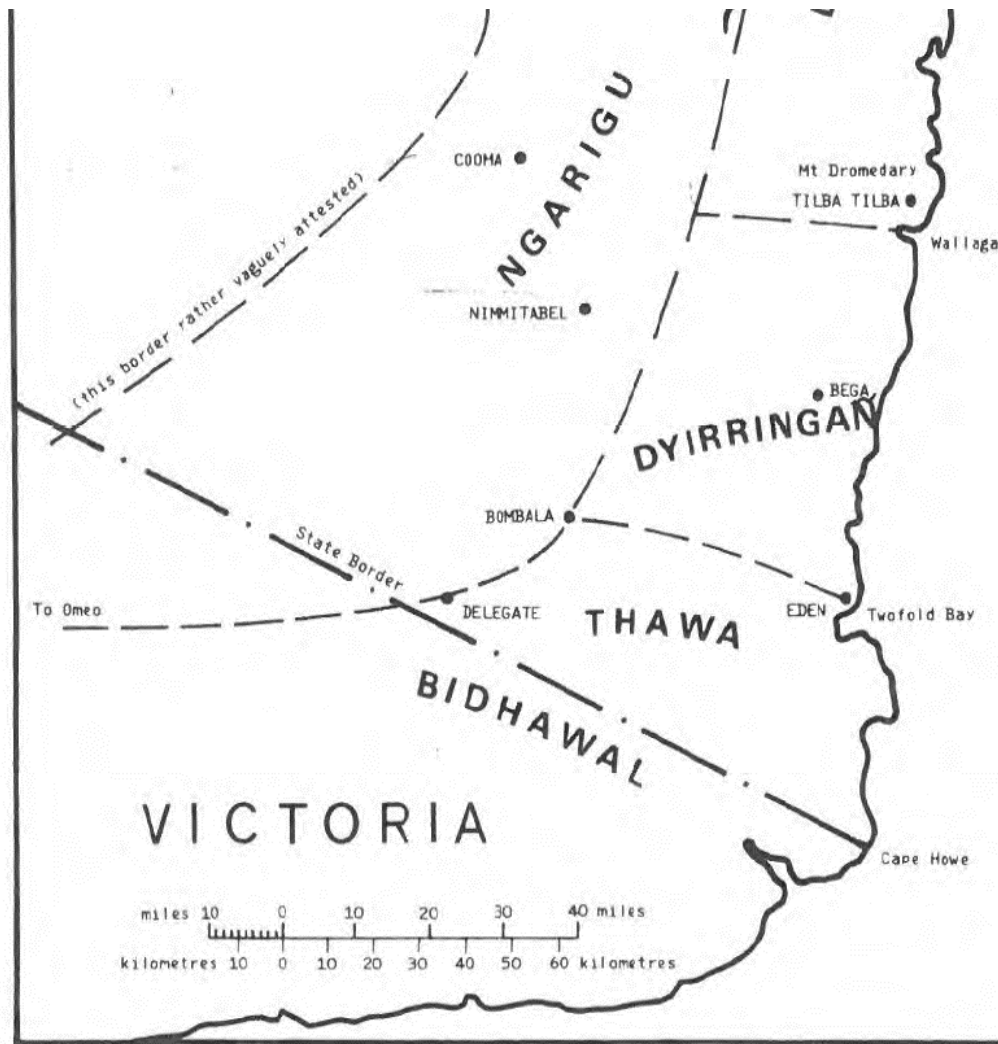 NGARIGU
COOMA
Mt Dromedary
TILBA TILBA
Wallaga
(this border rather vaguely attested)
NIMMITABEL
BEGA
DYIRRINGAÑ
BOMBALA
State Border
To Omeo
DELEGATE
THAWA
EDEN
Twofold Bay
BIDHAWAL
VICTORIA
Cape Howe
miles 10 0 10 20 30 40 miles
kilometres 10 0 10 20 30 40 50 60 kilometres